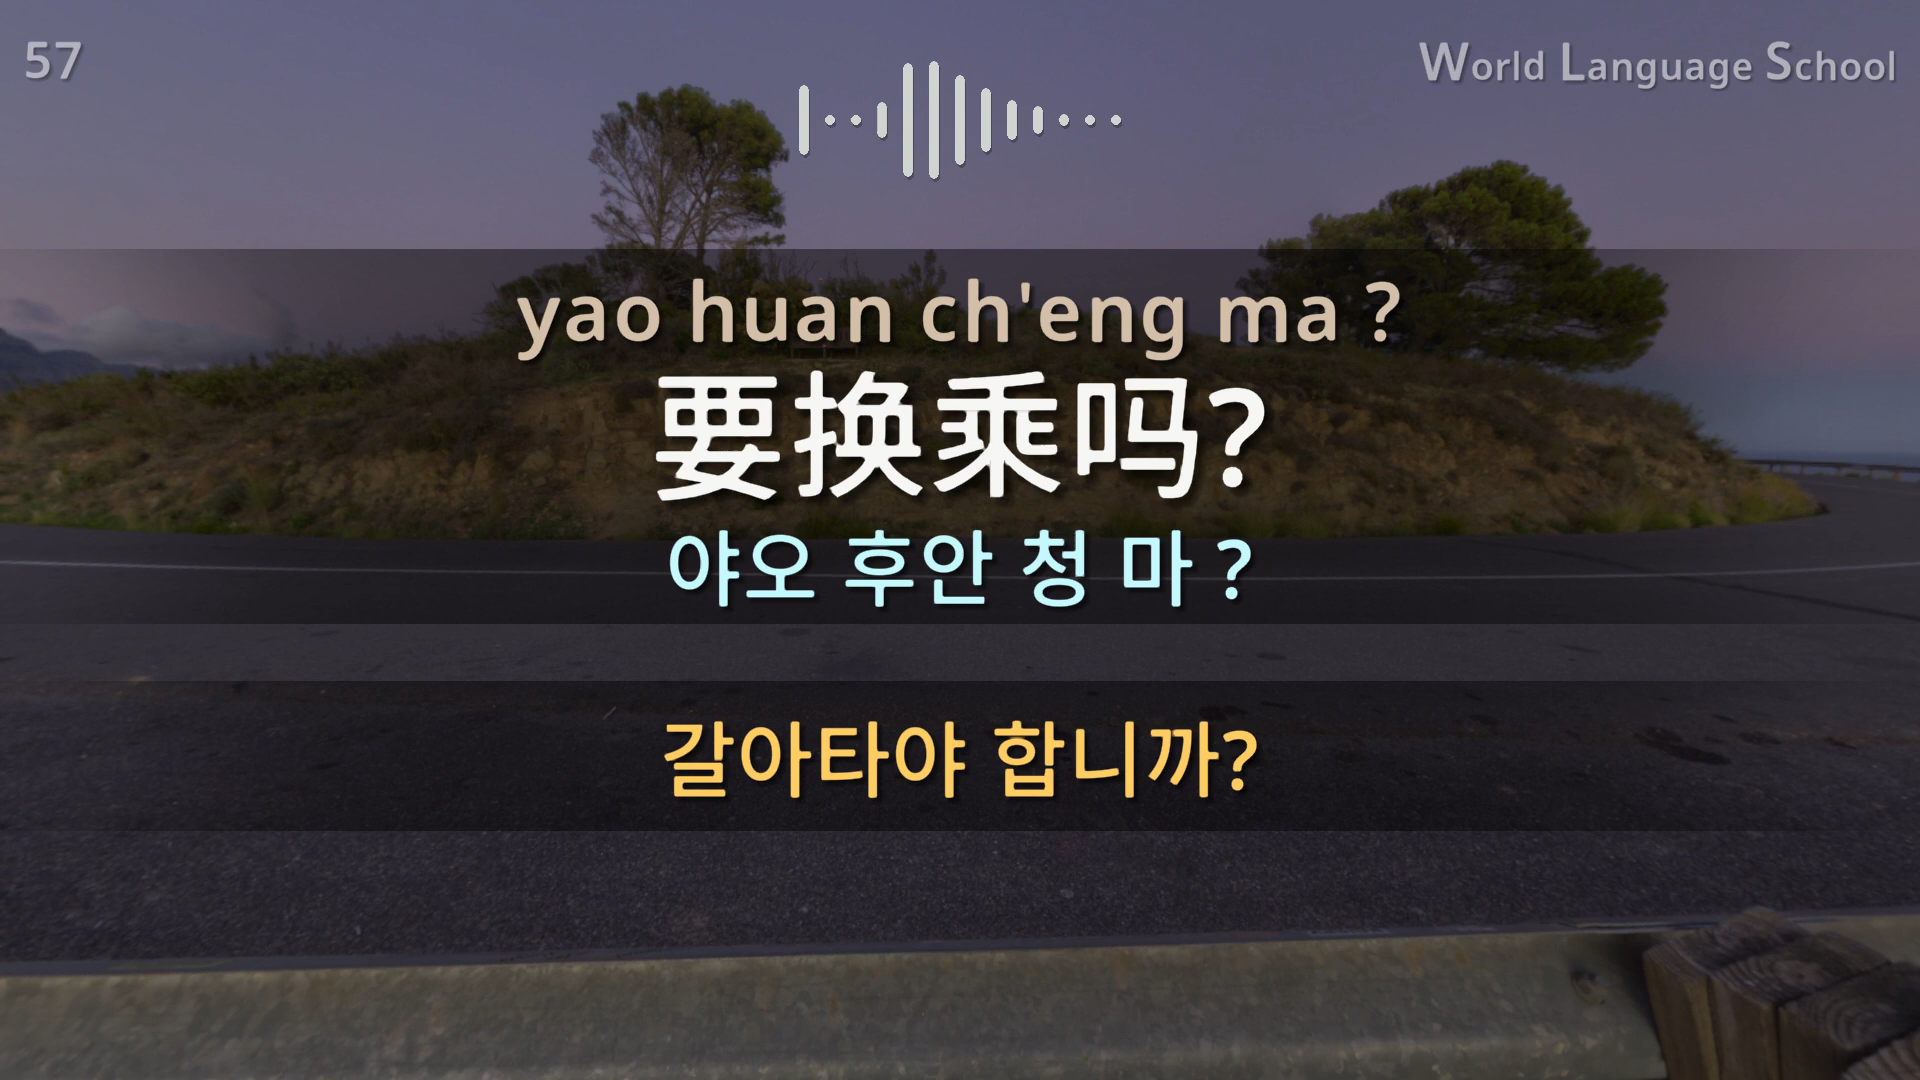 57
World Language School
yao huan ch'eng ma ?
要换乘吗?
야오 후안 청 마 ?
갈아타야 합니까?